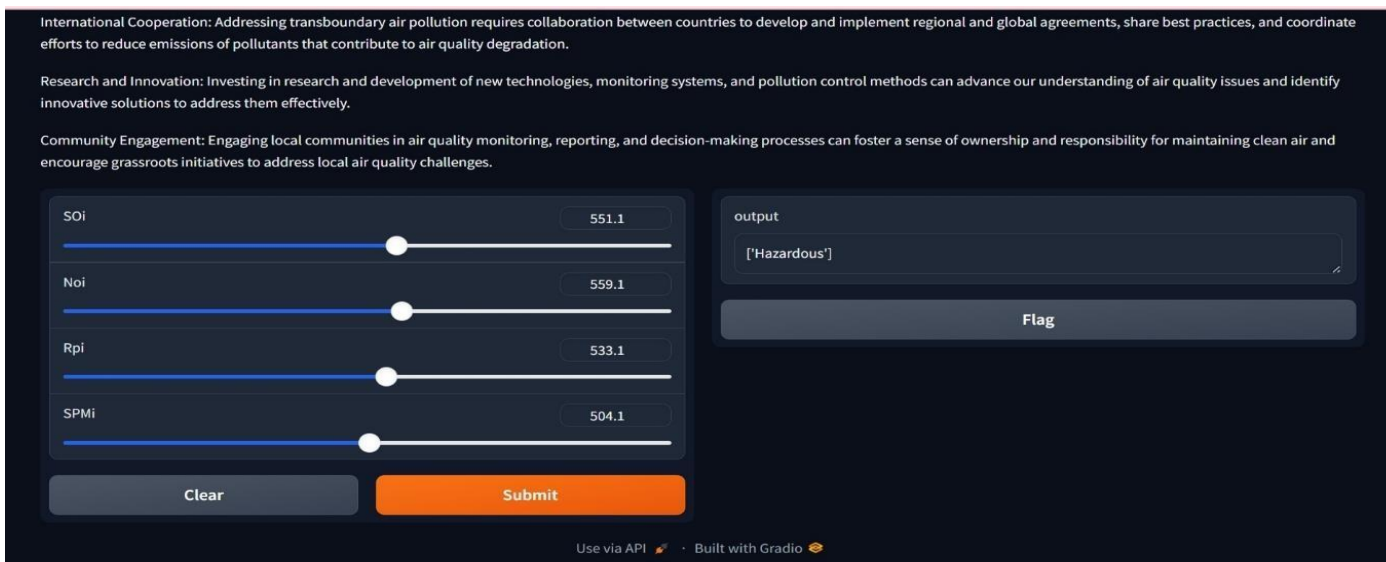 International Cooperation: Addressing transboundary air pollution requires collaboration between countries to develop and implement regional and global agreements, share best practices, and coordinate
efforts to reduce emissions of pollutants that contribute to air quality degradation.
Research and Innovation: Investing in research and development of new technologies, monitoring systems, and pollution control methods can advance our understanding of air quality issues and identify
innovative solutions to address them effectively.
Community Engagement: Engaging local communities in air quality monitoring, reporting, and decision-making processes can foster a sense of ownership and responsibility for maintaining clean air and
encourage grassroots initiatives to address local air quality challenges.
SOi 551.1
Noi 559.1
Rpi 533.1
SPMi 504.1
Clear Submit
output
['Hazardous']
Flag
Use via API 🚀 · Built with Gradio